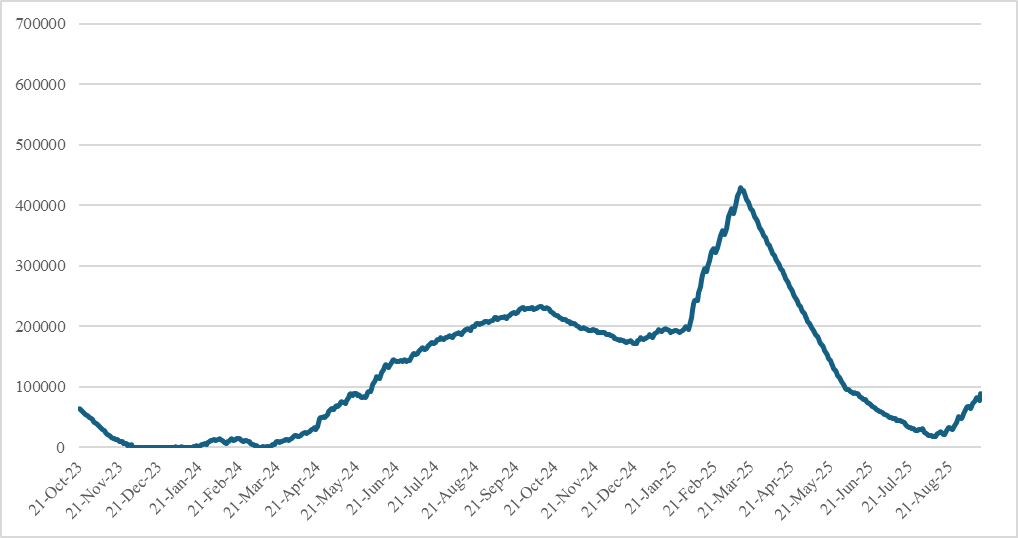 700000
600000
500000
400000
300000
200000
100000
0
21-Oct-23
21-Nov-23
21-Dec-23
21-Jan-24
21-Feb-24
21-Mar-24
21-Apr-24
21-May-24
21-Jun-24
21-Jul-24
21-Aug-24
21-Sep-24
21-Oct-24
21-Nov-24
21-Dec-24
21-Jan-25
21-Feb-25
21-Mar-25
21-Apr-25
21-May-25
21-Jun-25
21-Jul-25
21-Aug-25